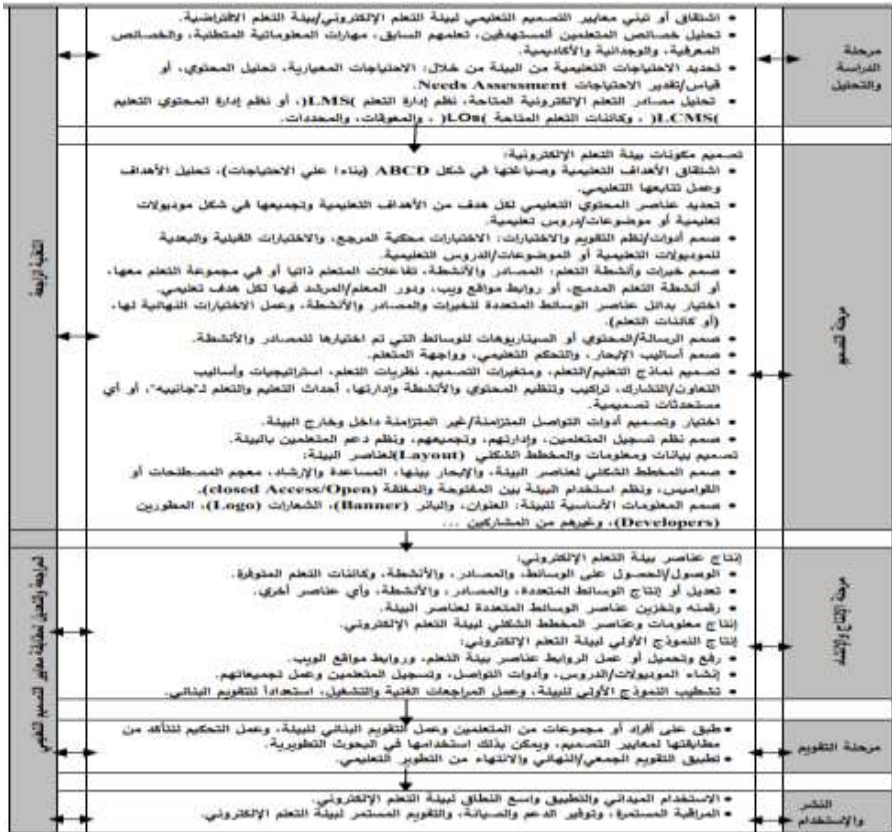 مرحلة
الدراسة
والتحليل
• اشتقاق أو تبني معايير التصميم التعليمي لبيئة التعلم الإلكتروني/بيئة التعلم الافتراضية.
• تحليل خصائص المتعلمين المستهدفين، تعلمهم السابق، مهارات المعلوماتية المتطلبة، والخصائص
المعرفية، والوجدانية والأكاديمية.
• تحديد الاحتياجات التعليمية من البيئة من خلال: الاحتياجات المعيارية، تحليل المحتوي، أو
قياس/تقدير الاحتياجات Needs Assessment.
• تحليل مصادر التعلم الإلكترونية المتاحة، نظم إدارة التعلم )LMS(، أو نظم إدارة المحتوي التعليم
)LCMS( ، وكائنات التعلم المتاحة )LOs( ، والمعوقات، والمحددات.
مرحلة التصميم
تصميم مكونات بيئة التعلم الإلكترونية:
• اشتقاق الأهداف التعليمية وصياغتها في شكل ABCD (بناءا علي الاحتياجات)، تحليل الأهداف
وعمل تتابعها التعليمي.
• تحديد عناصر المحتوي التعليمي لكل هدف من الأهداف التعليمية وتجميعها في شكل موديولات
تعليمية أو موضوعات/دروس تعليمية.
• صمم أدوات/نظم التقويم والاختبارات: الاختبارات محكية المرجع، والاختبارات القبلية والبعدية
للموديولات التعليمية أو الموضوعات/الدروس التعليمية.
• صمم خبرات وأنشطة التعلم: المصادر والأنشطة، تفاعلات المتعلم ذاتيا أو في مجموعة التعلم معها،
أو أنشطة التعلم المدمج، أو روابط مواقع ويب، ودور المعلم/المرشد فيها لكل هدف تعليمي.
• اختيار بدائل عناصر الوسائط المتعددة للخبرات والمصادر والأنشطة، وعمل الاختيارات النهائية لها،
(أو كائنات التعلم).
• صمم الرسالة/المحتوي أو السيناريوهات للوسائط التي تم اختيارها للمصادر والأنشطة.
• صمم أساليب الإبحار، والتحكم التعليمي، وواجهة المتعلم.
• تصميم نماذج التعليم/التعلم، ومتغيرات التصميم، نظريات التعلم، استراتيجيات وأساليب
التعاون/التشارك، تراكيب وتنظيم المحتوي والأنشطة وإدارتها، أحداث التعليم والتعلم لـ"جانييه"، أو أي
مستحدثات تصميمية.
• اختيار وتصميم أدوات التواصل المتزامنة/غير المتزامنة داخل وخارج البيئة.
• صمم نظم تسجيل المتعلمين، وإدارتهم، وتجميعهم، ونظم دعم المتعلمين بالبيئة.
تصميم بيانات ومعلومات والمخطط الشكلي (Layout)لعناصر البيئة:
• صمم المخطط الشكلي لعناصر البيئة، والإبحار بينها، المساعدة والإرشاد، معجم المصطلحات أو
القواميس، ونظم استخدام البيئة بين المفتوحة والمغلقة (closed Access/Open).
• صمم المعلومات الأساسية للبيئة: العنوان، والبانر (Banner)، الشعارات (Logo)، المطورين
(Developers)، وغيرهم من المشاركين ...
مرحلة الإنتاج والإنشاء
إنتاج عناصر بيئة التعلم الإلكتروني:
• الوصول/الحصول علي الوسائط، والمصادر، والأنشطة، وكائنات التعلم المتوفرة.
• تعديل أو إنتاج الوسائط المتعددة، والمصادر، والأنشطة، وأي عناصر أخري.
• رقمنه وتخزين عناصر الوسائط المتعددة لعناصر البيئة.
إنتاج معلومات وعناصر المخطط الشكلي لبيئة التعلم الإلكتروني.
إنتاج النموذج الأولي لبيئة التعلم الإلكتروني:
• رفع وتحميل أو عمل الروابط عناصر بيئة التعلم، وروابط مواقع الويب.
• إنشاء الموديولات/الدروس، وأدوات التواصل، وتسجيل المتعلمين وعمل تجميعاتهم.
• تشطيب النموذج الأولي للبيئة، وعمل المراجعات الفنية والتشغيل، استعداداً للتقويم البنائي.
مرحلة التقويم
• طبق على أفراد أو مجموعات من المتعلمين وعمل التقويم البنائي للبيئة، وعمل التحكيم للتأكد من
مطابقتها لمعايير التصميم، ويمكن بذلك استخدامها في البحوث التطويرية.
• تطبيق التقويم الجمعي/النهائي والانتهاء من التطوير التعليمي.
النشر
والاستخدام
• الاستخدام الميداني والتطبيق واسع النطاق لبيئة التعلم الإلكتروني.
• المراقبة المستمرة، وتوفير الدعم والصيانة، والتقويم المستمر لبيئة التعلم الإلكتروني.
التغذية الراجعة
للمراجعة والتعديل لمطابقة معايير التصميم التعليمي